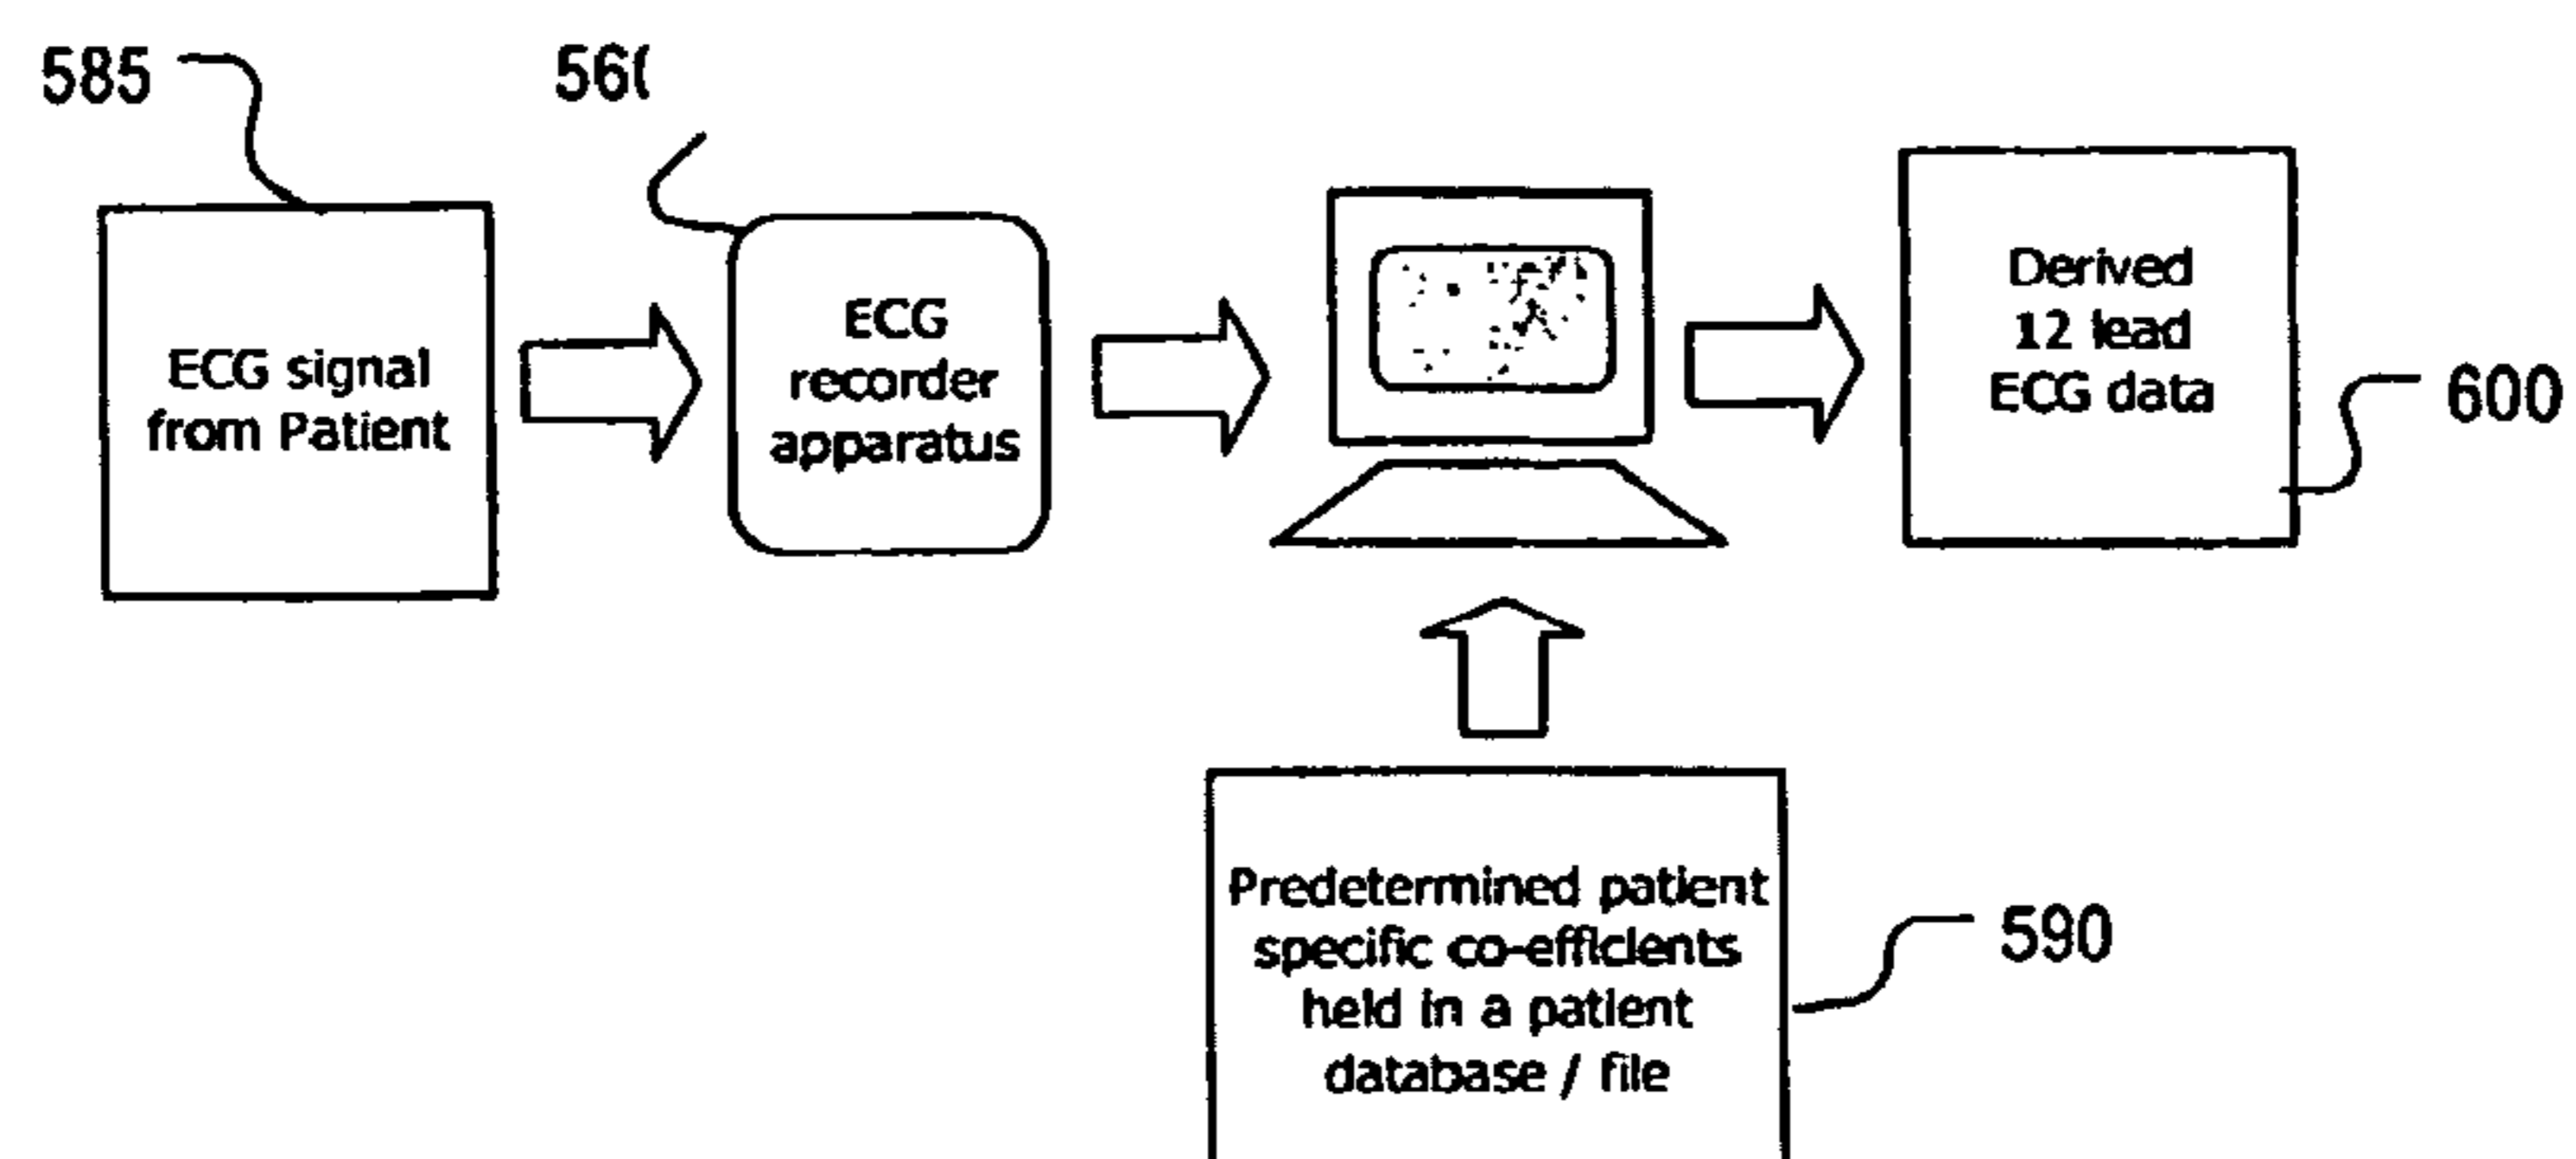 585
ECG signal
from Patient
ECG
recorder
apparatus
Derived
12 lead
ECG data
600
Predetermined patient
specific co-efficients
held in a patient
database / file
590